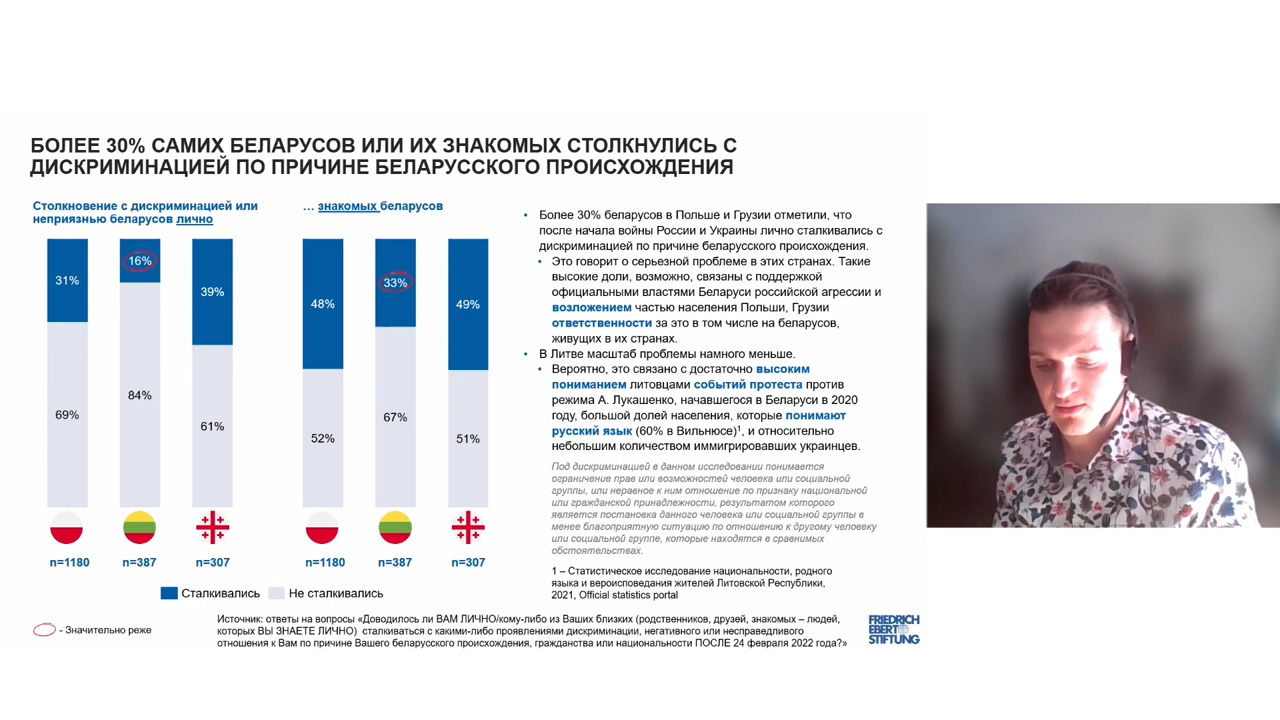 БОЛЕЕ 30% САМИХ БЕЛАРУСОВ ИЛИ ИХ ЗНАКОМЫХ СТОЛКНУЛИСЬ С
ДИСКРИМИНАЦИЕЙ ПО ПРИЧИНЕ БЕЛАРУССКОГО ПРОИСХОЖДЕНИЯ
Столкновение с дискриминацией или
неприязнью беларусов лично
31%
16%
39%
69%
84%
61%
n=1180
n=387
n=307
… знакомых беларусов
48%
33%
49%
52%
67%
51%
n=1180
n=387
n=307
Сталкивались
Не сталкивались
• Более 30% беларусов в Польше и Грузии отметили, что
после начала войны России и Украины лично сталкивались с
дискриминацией по причине беларусского происхождения.
• Это говорит о серьезной проблеме в этих странах. Такие
высокие доли, возможно, связаны с поддержкой
официальными властями Беларуси российской агрессии и
возложением частью населения Польши, Грузии
ответственности за это в том числе на беларусов,
живущих в их странах.
• В Литве масштаб проблемы намного меньше.
• Вероятно, это связано с достаточно высоким
пониманием литовцами событий протеста против
режима А. Лукашенко, начавшегося в Беларуси в 2020
году, большой долей населения, которые понимают
русский язык (60% в Вильнюсе)¹, и относительно
небольшим количеством иммигрировавших украинцев.
Под дискриминацией в данном исследовании понимается
ограничение прав или возможностей человека или социальной
группы, или неравное к ним отношение по признаку национальной
или гражданской принадлежности, результатом которого
является постановка данного человека или социальной группы в
менее благоприятную ситуацию по отношению к другому человеку
или социальной группе, которые находятся в сравнимых
обстоятельствах.
1 – Статистическое исследование национальности, родного
языка и вероисповедания жителей Литовской Республики,
2021, Official statistics portal
- Значительно реже
Источник: ответы на вопросы «Доводилось ли ВАМ ЛИЧНО/кому-либо из Ваших близких (родственников, друзей, знакомых – людей,
которых ВЫ ЗНАЕТЕ ЛИЧНО) сталкиваться с какими-либо проявлениями дискриминации, негативного или несправедливого
отношения к Вам по причине Вашего беларусского происхождения, гражданства или национальности ПОСЛЕ 24 февраля 2022 года?»
FRIEDRICH
EBERT
STIFTUNG